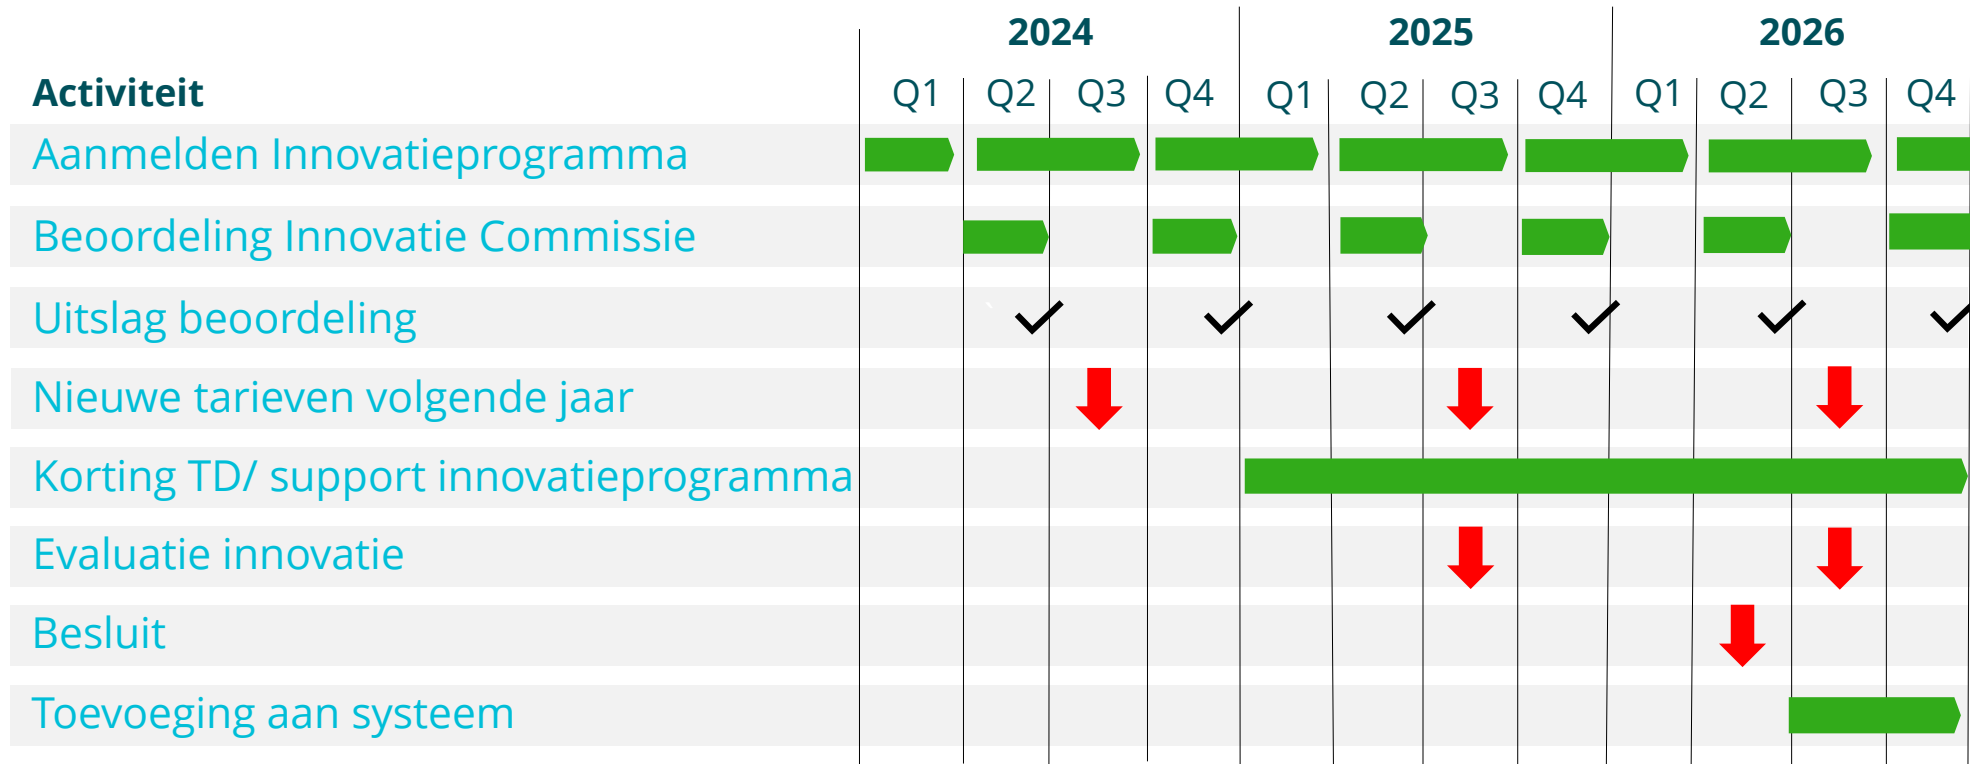 2024 2025 2026
Activiteit Q1 Q2 Q3 Q4 Q1 Q2 Q3 Q4 Q1 Q2 Q3 Q4
Aanmelden Innovatieprogramma
Beoordeling Innovatie Commissie
Uitslag beoordeling
Nieuwe tarieven volgende jaar
Korting TD/ support innovatieprogramma
Evaluatie innovatie
Besluit
Toevoeging aan systeem